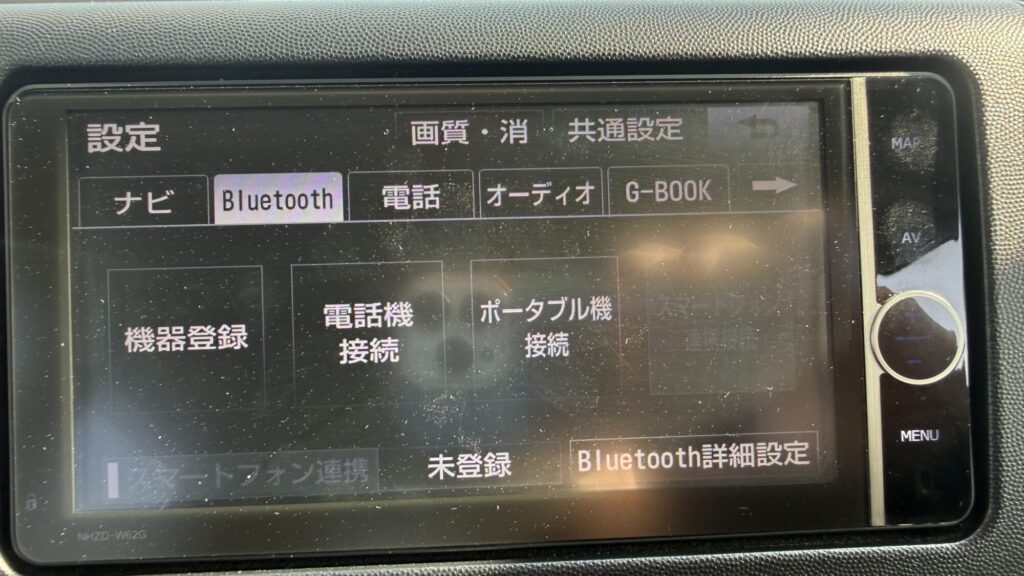 設定 画質・消 共通設定
MAP
ナビ Bluetooth 電話 オーディオ G-BOOK
AV
機器登録
電話機
接続
ポータブル機
接続
MENU
スマートフォン連携 未登録 Bluetooth詳細設定
NHZD-W62G